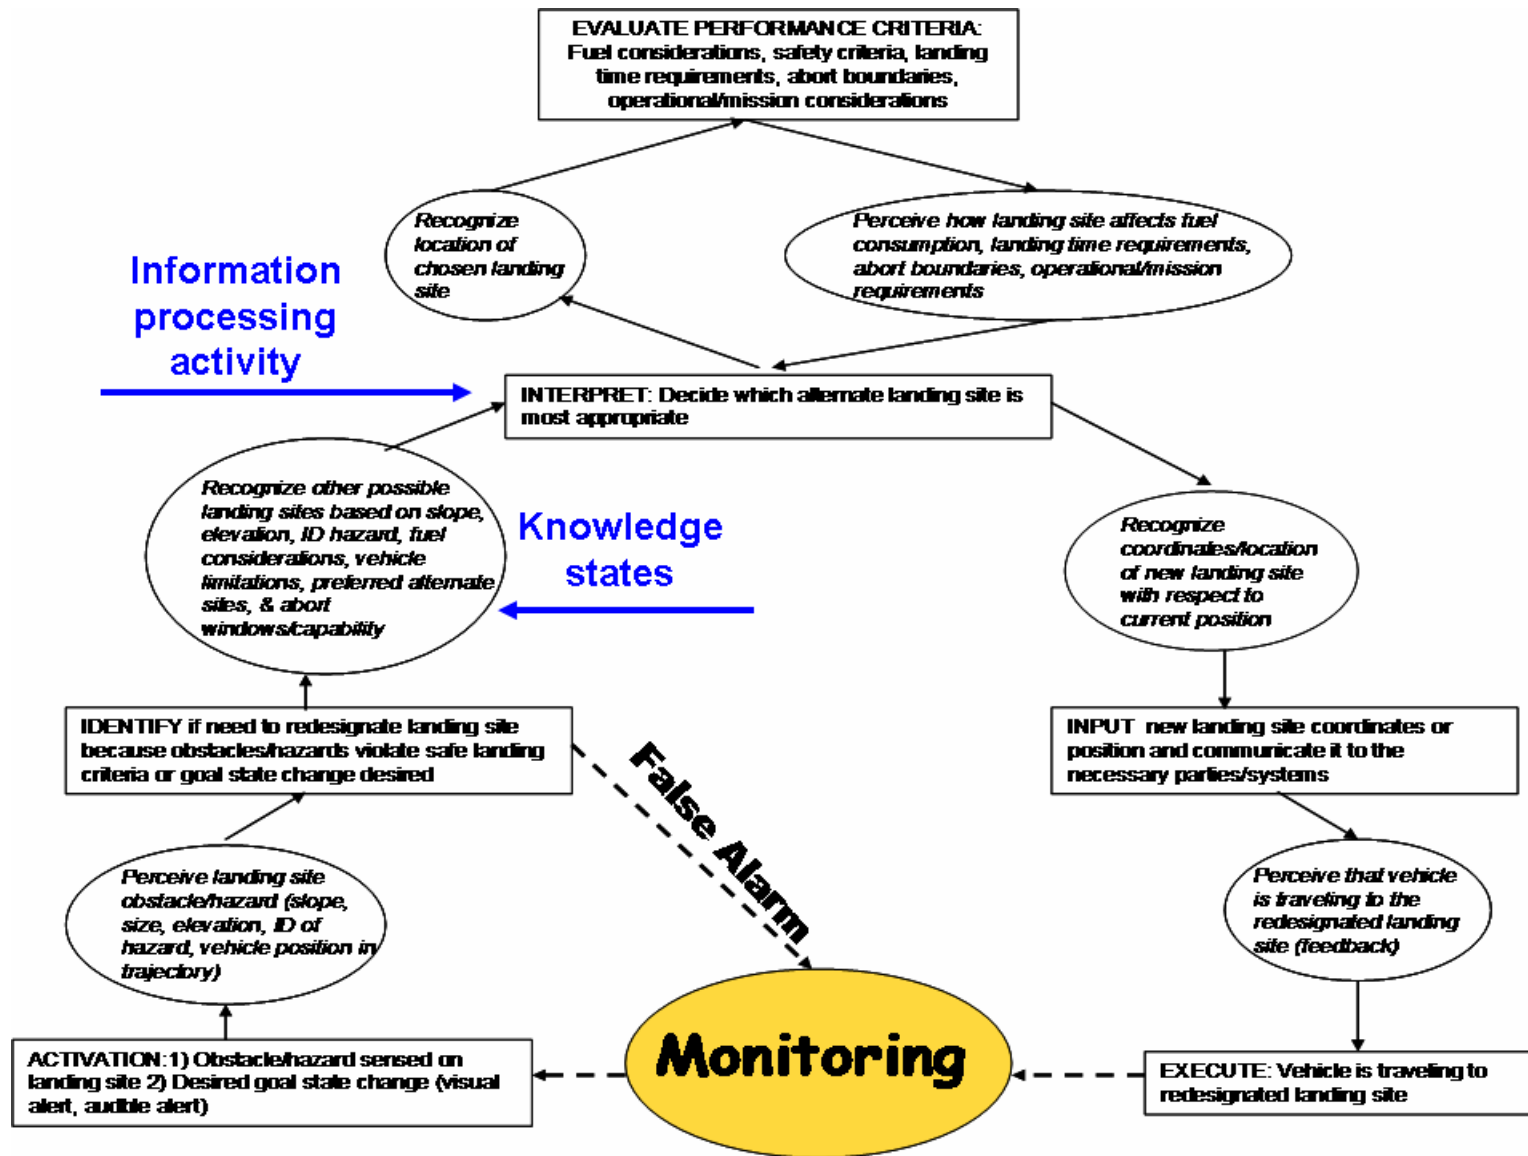 EVALUATE PERFORMANCE CRITERIA:
Fuel considerations, safety criteria, landing
time requirements, abort boundaries,
operational/mission considerations
Recognize
location of
chosen landing
site
Perceive how landing site affects fuel
consumption, landing time requirements,
abort boundaries, operational/mission
requirements
Information
processing
activity
INTERPRET: Decide which alternate landing site is
most appropriate
Recognize other possible
landing sites based on slope,
elevation, ID hazard, fuel
considerations, vehicle
limitations, preferred alternate
sites, & abort
windows/capability
Knowledge
states
Recognize
coordinates/location
of new landing site
with respect to
current position
IDENTIFY if need to redesignate landing site
because obstacles/hazards violate safe landing
criteria or goal state change desired
False Alarm
INPUT new landing site coordinates or
position and communicate it to the
necessary parties/systems
Perceive landing site
obstacle/hazard (slope,
size, elevation, ID of
hazard, vehicle position in
trajectory)
Perceive that vehicle
is traveling to the
redesignated landing
site (feedback)
ACTIVATION:1) Obstacle/hazard sensed on
landing site 2) Desired goal state change (visual
alert, audible alert)
Monitoring
EXECUTE: Vehicle is traveling to
redesignated landing site